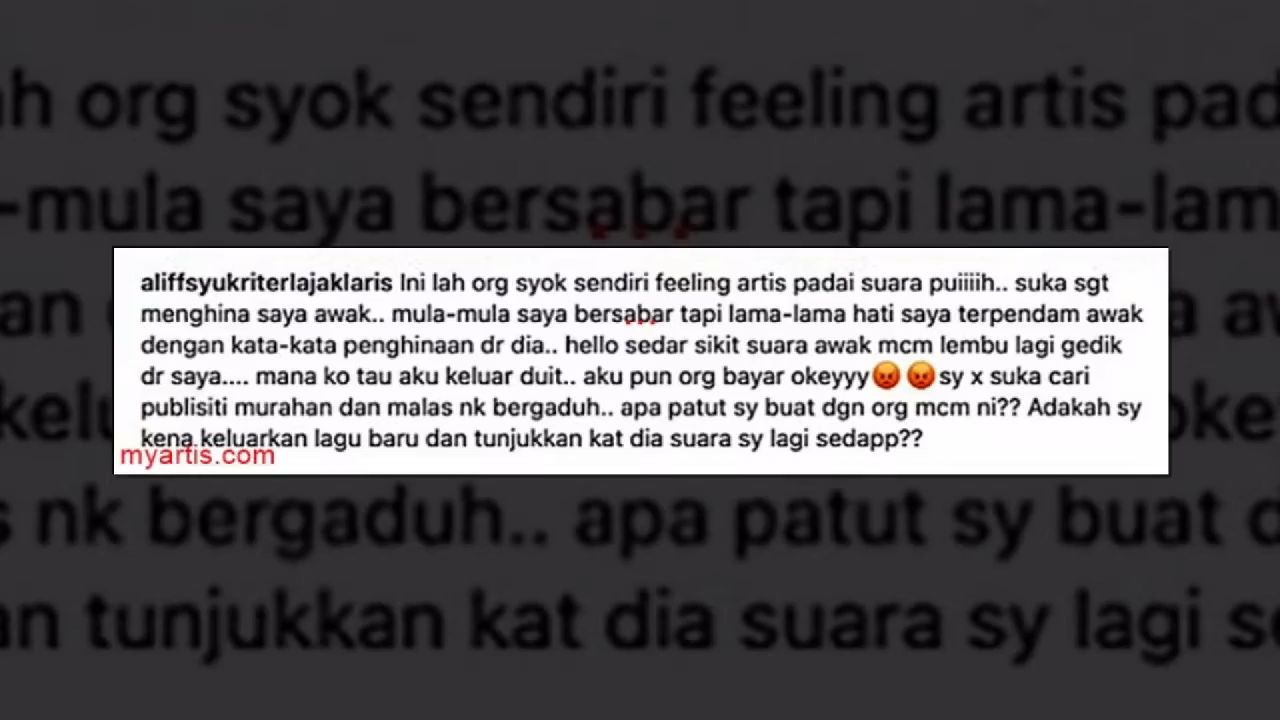 ah org syok sendiri feeling artis pad
-mula saya bersabar tapi lama-lam
aliffsyukriterlajaklaris Ini lah org syok sendiri feeling artis padai suara puiiiih.. suka sgt
menghina saya awak.. mula-mula saya bersabar tapi lama-lama hati saya terpendam awak
dengan kata-kata penghinaan dr dia.. hello sedar sikit suara awak mcm lembu lagi gedik
dr saya.... mana ko tau aku keluar duit.. aku pun org bayar okeyyy😡😡sy x suka cari
publisiti murahan dan malas nk bergaduh.. apa patut sy buat dgn org mcm ni?? Adakah sy
kena keluarkan lagu baru dan tunjukkan kat dia suara sy lagi sedapp??
myartis.com
s nk bergaduh.. apa patut sy buat d
an tunjukkan kat dia suara sy lagi se